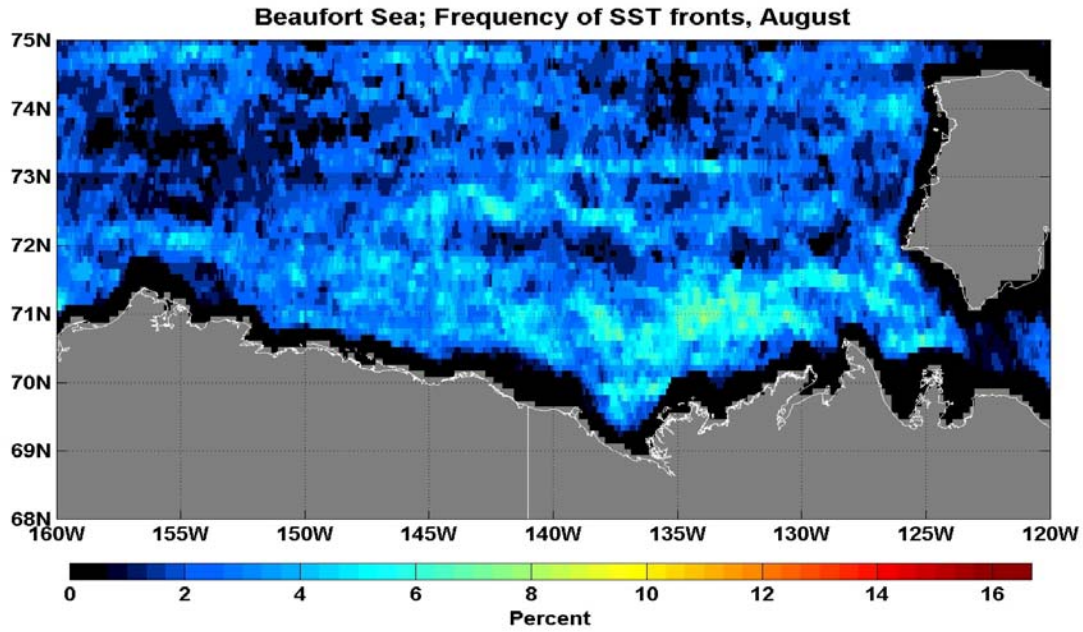 Beaufort Sea; Frequency of SST fronts, August
75N
74N
73N
72N
71N
70N
69N
68N
160W 155W 150W 145W 140W 135W 130W 125W 120W
0 2 4 6 8 10 12 14 16
Percent